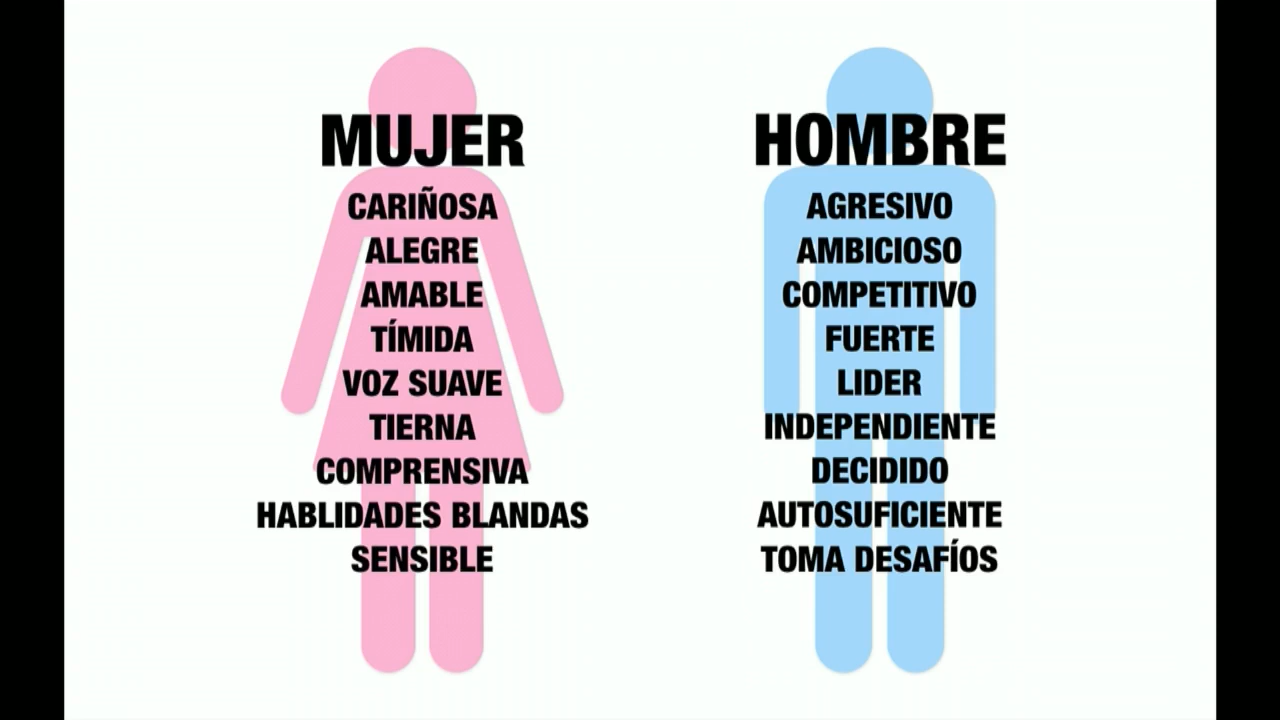 MUJER
CARIÑOSA
ALEGRE
AMABLE
TÍMIDA
VOZ SUAVE
TIERNA
COMPRENSIVA
HABLIDADES BLANDAS
SENSIBLE
HOMBRE
AGRESIVO
AMBICIOSO
COMPETITIVO
FUERTE
LIDER
INDEPENDIENTE
DECIDIDO
AUTOSUFICIENTE
TOMA DESAFÍOS